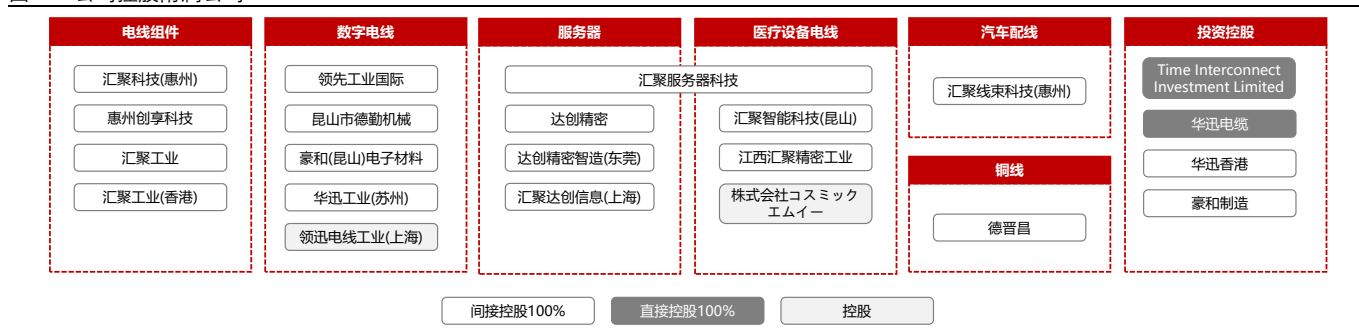 电线组件
汇聚科技(惠州)
惠州创享科技
汇聚工业
汇聚工业(香港)
数字电线
领先工业国际
昆山市德勤机械
豪和(昆山)电子材料
华迅工业(苏州)
领迅电线工业(上海)
服务器
医疗设备电线
汇聚服务器科技
达创精密
达创精密智造(东莞)
汇聚达创信息(上海)
汇聚智能科技(昆山)
江西汇聚精密工业
株式会社コスミック
エムイー
汽车配线
汇聚线束科技(惠州)
铜线
德晋昌
投资控股
Time Interconnect
Investment Limited
华迅电缆
华迅香港
豪和制造
间接控股100%
直接控股100%
控股